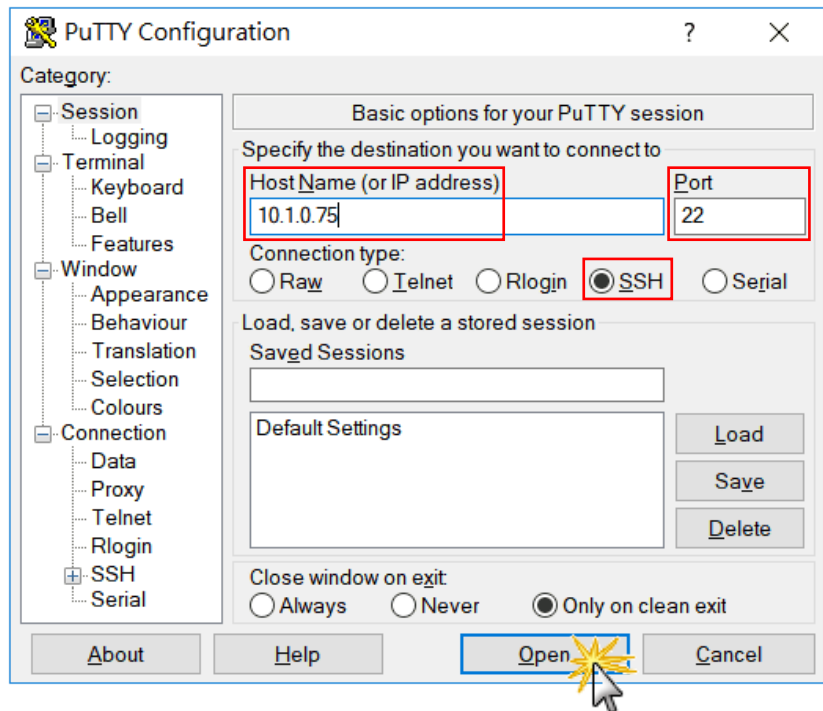 PuTTY Configuration
?
Category:
Session
Logging
Terminal
Keyboard
Bell
Features
Window
Appearance
Behaviour
Translation
Selection
Colours
Connection
Data
Proxy
Telnet
Rlogin
SSH
Serial
Basic options for your PuTTY session
Specify the destination you want to connect to
Host Name (or IP address) Port
10.1.0.75 22
Connection type:
Raw Telnet Rlogin SSH Serial
Load, save or delete a stored session
Saved Sessions
Default Settings
Load
Save
Delete
Close window on exit:
Always Never Only on clean exit
About Help Open Cancel